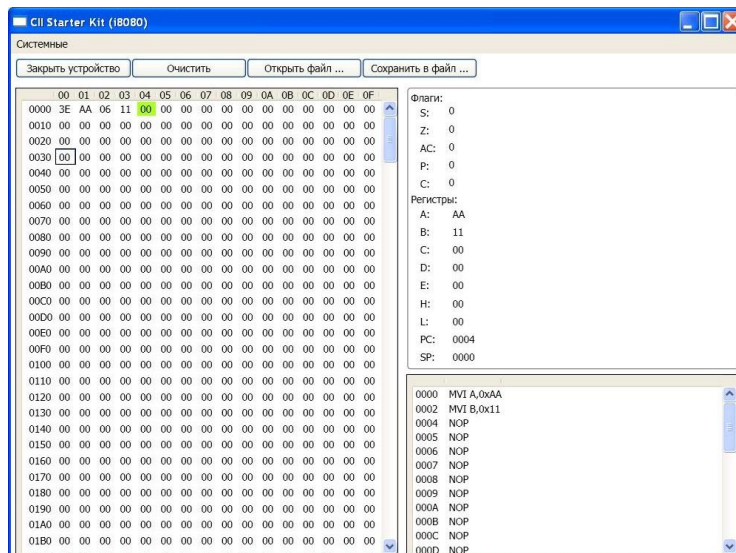 CII Starter Kit (i8080)
Системные
Закрыть устройство Очистить Открыть файл ... Сохранить в файл ...
00 01 02 03 04 05 06 07 08 09 0A 0B 0C 0D 0E 0F
0000 3E AA 06 11 00 00 00 00 00 00 00 00 00 00 00 00
0010 00 00 00 00 00 00 00 00 00 00 00 00 00 00 00 00
0020 00 00 00 00 00 00 00 00 00 00 00 00 00 00 00 00
0030 00 00 00 00 00 00 00 00 00 00 00 00 00 00 00 00
0040 00 00 00 00 00 00 00 00 00 00 00 00 00 00 00 00
0050 00 00 00 00 00 00 00 00 00 00 00 00 00 00 00 00
0060 00 00 00 00 00 00 00 00 00 00 00 00 00 00 00 00
0070 00 00 00 00 00 00 00 00 00 00 00 00 00 00 00 00
0080 00 00 00 00 00 00 00 00 00 00 00 00 00 00 00 00
0090 00 00 00 00 00 00 00 00 00 00 00 00 00 00 00 00
00A0 00 00 00 00 00 00 00 00 00 00 00 00 00 00 00 00
00B0 00 00 00 00 00 00 00 00 00 00 00 00 00 00 00 00
00C0 00 00 00 00 00 00 00 00 00 00 00 00 00 00 00 00
00D0 00 00 00 00 00 00 00 00 00 00 00 00 00 00 00 00
00E0 00 00 00 00 00 00 00 00 00 00 00 00 00 00 00 00
00F0 00 00 00 00 00 00 00 00 00 00 00 00 00 00 00 00
0100 00 00 00 00 00 00 00 00 00 00 00 00 00 00 00 00
0110 00 00 00 00 00 00 00 00 00 00 00 00 00 00 00 00
0120 00 00 00 00 00 00 00 00 00 00 00 00 00 00 00 00
0130 00 00 00 00 00 00 00 00 00 00 00 00 00 00 00 00
0140 00 00 00 00 00 00 00 00 00 00 00 00 00 00 00 00
0150 00 00 00 00 00 00 00 00 00 00 00 00 00 00 00 00
0160 00 00 00 00 00 00 00 00 00 00 00 00 00 00 00 00
0170 00 00 00 00 00 00 00 00 00 00 00 00 00 00 00 00
0180 00 00 00 00 00 00 00 00 00 00 00 00 00 00 00 00
0190 00 00 00 00 00 00 00 00 00 00 00 00 00 00 00 00
01A0 00 00 00 00 00 00 00 00 00 00 00 00 00 00 00 00
01B0 00 00 00 00 00 00 00 00 00 00 00 00 00 00 00 00
Флаги:
S: 0
Z: 0
AC: 0
P: 0
C: 0
Регистры:
A: AA
B: 11
C: 00
D: 00
E: 00
H: 00
L: 00
PC: 0004
SP: 0000
0000 MVI A,0xAA
0002 MVI B,0x11
0004 NOP
0005 NOP
0006 NOP
0007 NOP
0008 NOP
0009 NOP
000A NOP
000B NOP
000C NOP
000D NOP